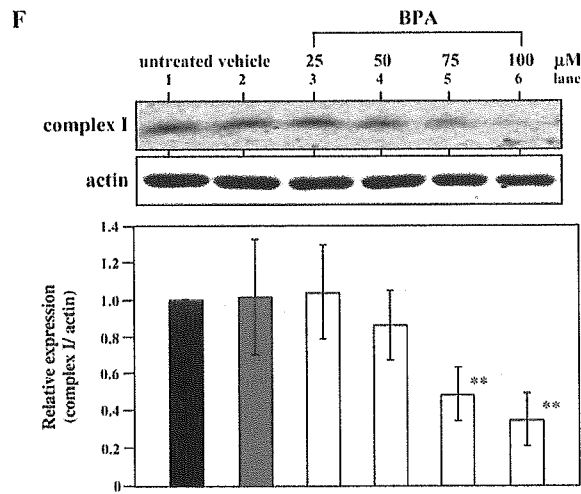 F
BPA
untreated vehicle 25 50 75 100 μM
1 2 3 4 5 6 lane
complex I
actin
1.4
1.2
1.0
0.8
0.6
0.4
0.2
0
Relative expression
(complex I/ actin)
**
**